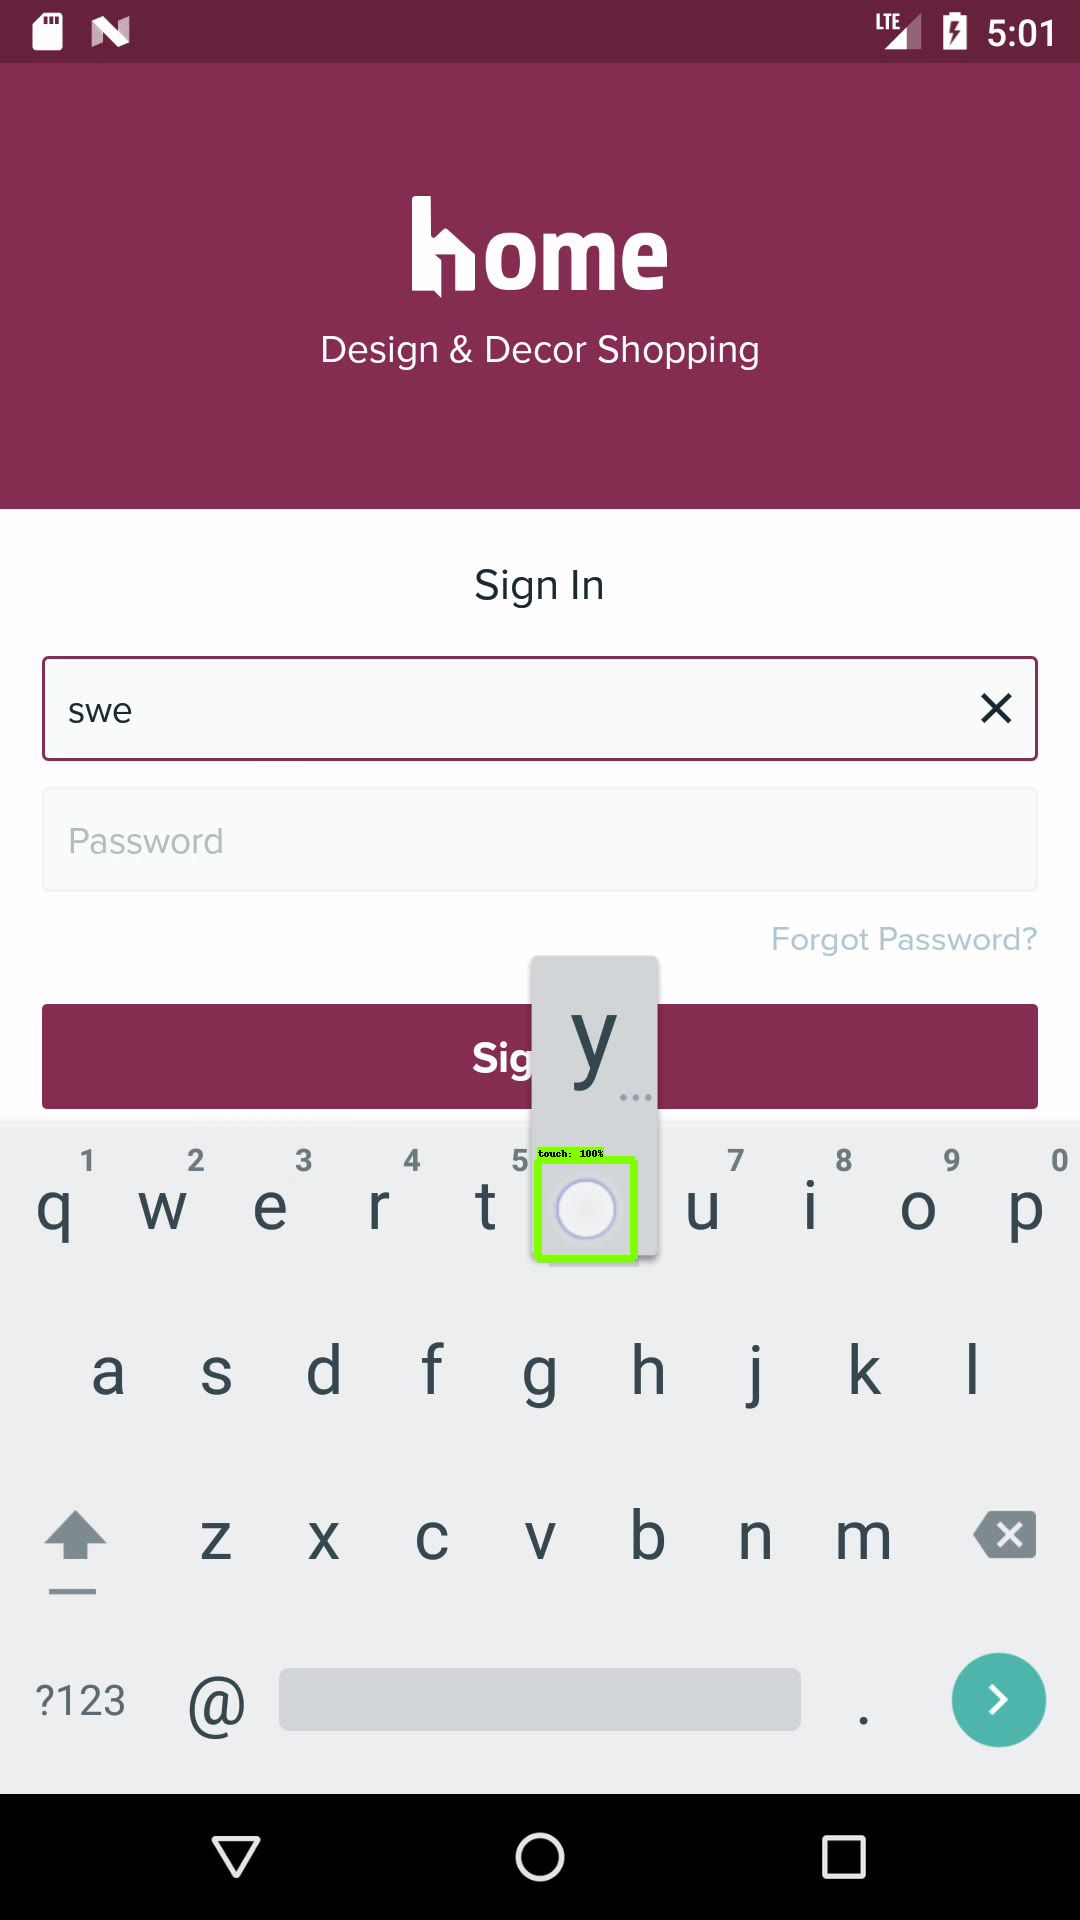 LTE 5:01
home
Design & Decor Shopping
Sign In
swe
Password
Forgot Password?
Sig
y
touch: 100%
1 2 3 4 5 7 8 9 0
q w e r t u i o p
a s d f g h j k l
z x c v b n m
?123 @ .